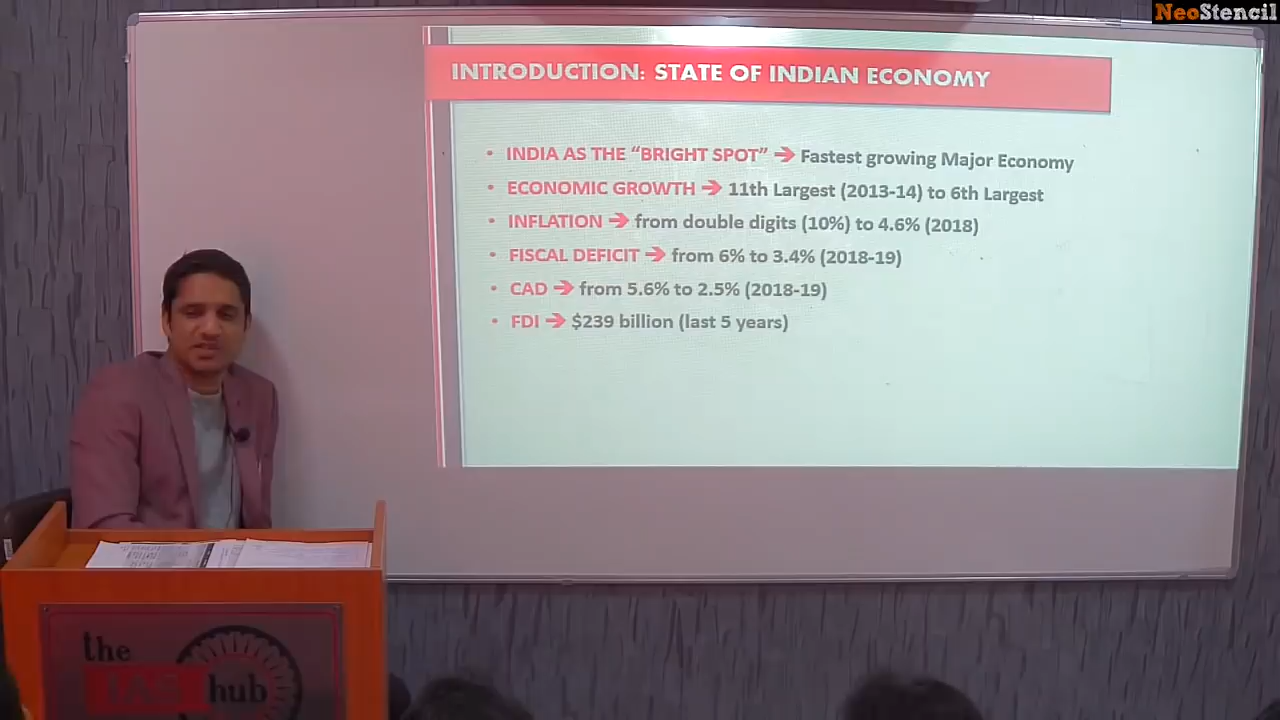 NeoStencil
INTRODUCTION: STATE OF INDIAN ECONOMY
• INDIA AS THE “BRIGHT SPOT” ➔ Fastest growing Major Economy
• ECONOMIC GROWTH ➔ 11th Largest (2013-14) to 6th Largest
• INFLATION ➔ from double digits (10%) to 4.6% (2018)
• FISCAL DEFICIT ➔ from 6% to 3.4% (2018-19)
• CAD ➔ from 5.6% to 2.5% (2018-19)
• FDI ➔ $239 billion (last 5 years)
the
IAS hub